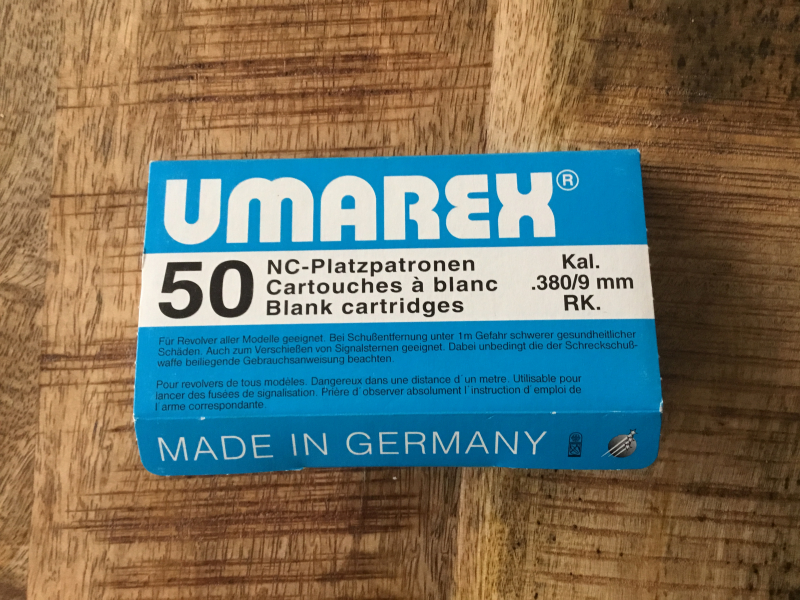 UMAREX®
50
NC-Platzpatronen
Cartouches à blanc
Blank cartridges
Kal.
.380/9 mm
RK.
Für Revolver aller Modelle geeignet. Bei Schußentfernung unter 1m Gefahr schwerer gesundheitlicher
Schäden. Auch zum Verschießen von Signalsternen geeignet. Dabei unbedingt die der Schreckschuß-
waffe beiliegende Gebrauchsanweisung beachten.
Pour revolvers de tous modèles. Dangereux dans une distance d' un metre. Utilisable pour
lancer des fusées de signalisation. Prière d' observer absolument l' instruction d' emploi de
l' arme correspondante.
MADE IN GERMANY